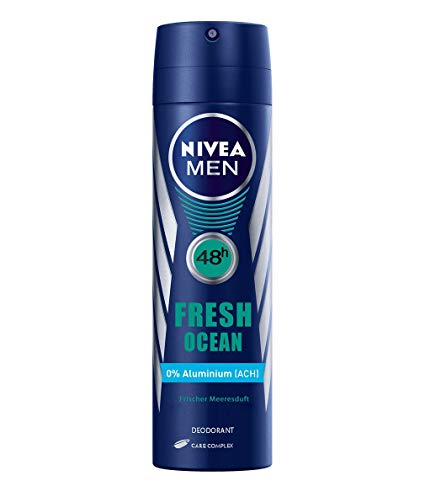 NIVEA
MEN
48h
FRESH
OCEAN
0% Aluminium (ACH)
Frischer Meeresduft
DEODORANT
CARE COMPLEX